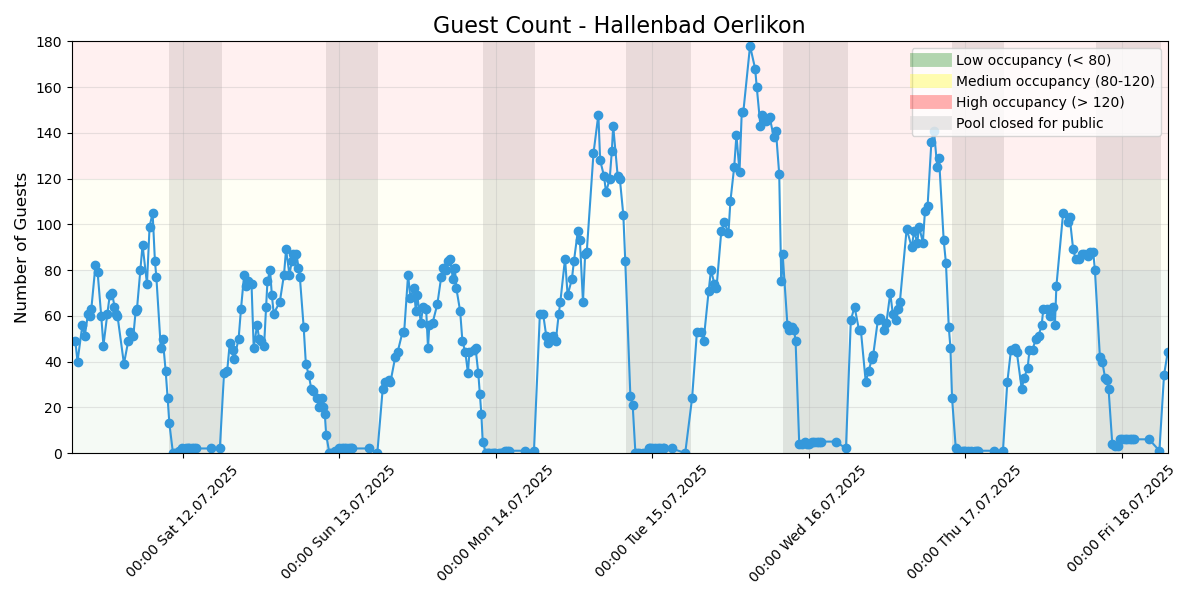 Guest Count - Hallenbad Oerlikon
Number of Guests
180
160
140
120
100
80
60
40
20
0
Low occupancy (< 80)
Medium occupancy (80-120)
High occupancy (> 120)
Pool closed for public
00:00 Sat 12.07.2025
00:00 Sun 13.07.2025
00:00 Mon 14.07.2025
00:00 Tue 15.07.2025
00:00 Wed 16.07.2025
00:00 Thu 17.07.2025
00:00 Fri 18.07.2025